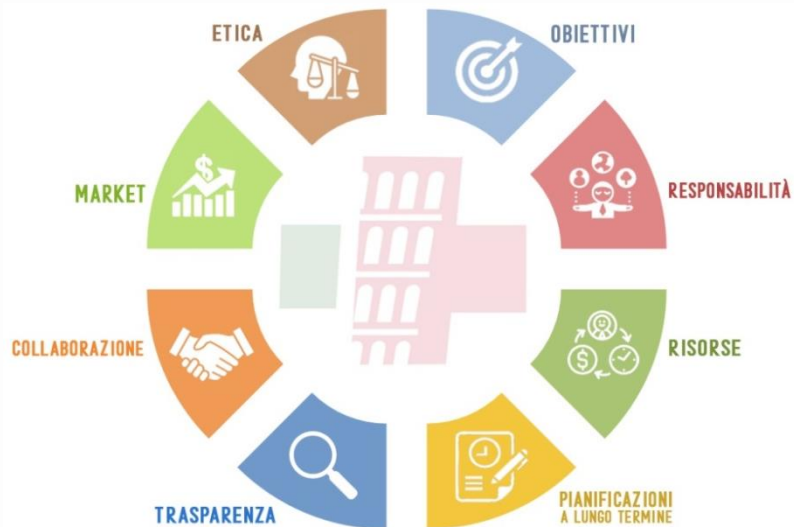 ETICA
OBIETTIVI
MARKET
RESPONSABILITÀ
COLLABORAZIONE
RISORSE
TRASPARENZA
PIANIFICAZIONI
A LUNGO TERMINE